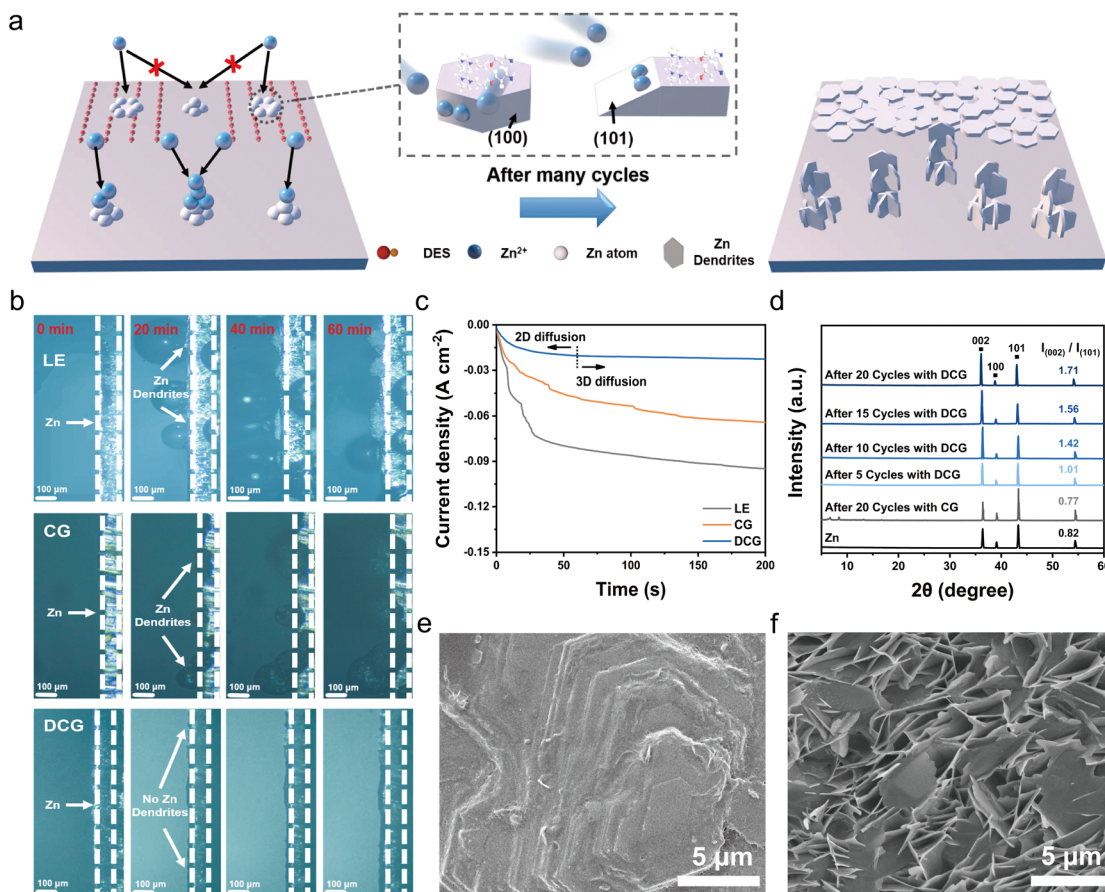 a
(100)
(101)
After many cycles
DES
Zn²⁺
Zn atom
Zn
Dendrites
b
0 min
20 min
40 min
60 min
LE
Zn
Dendrites
Zn
100 μm
100 μm
100 μm
100 μm
CG
Zn
Zn
Dendrites
100 μm
100 μm
100 μm
100 μm
DCG
Zn
No Zn
Dendrites
100 μm
100 μm
100 μm
100 μm
c
0.00
-0.03
-0.06
-0.09
-0.12
-0.15
Current density (A cm⁻²)
2D diffusion
3D diffusion
LE
CG
DCG
0
50
100
150
200
Time (s)
d
Intensity (a.u.)
002
100
101
I(002) / I(101)
After 20 Cycles with DCG
1.71
After 15 Cycles with DCG
1.56
After 10 Cycles with DCG
1.42
After 5 Cycles with DCG
1.01
After 20 Cycles with CG
0.77
Zn
0.82
10
20
30
40
50
60
2θ (degree)
e
5 μm
f
5 μm